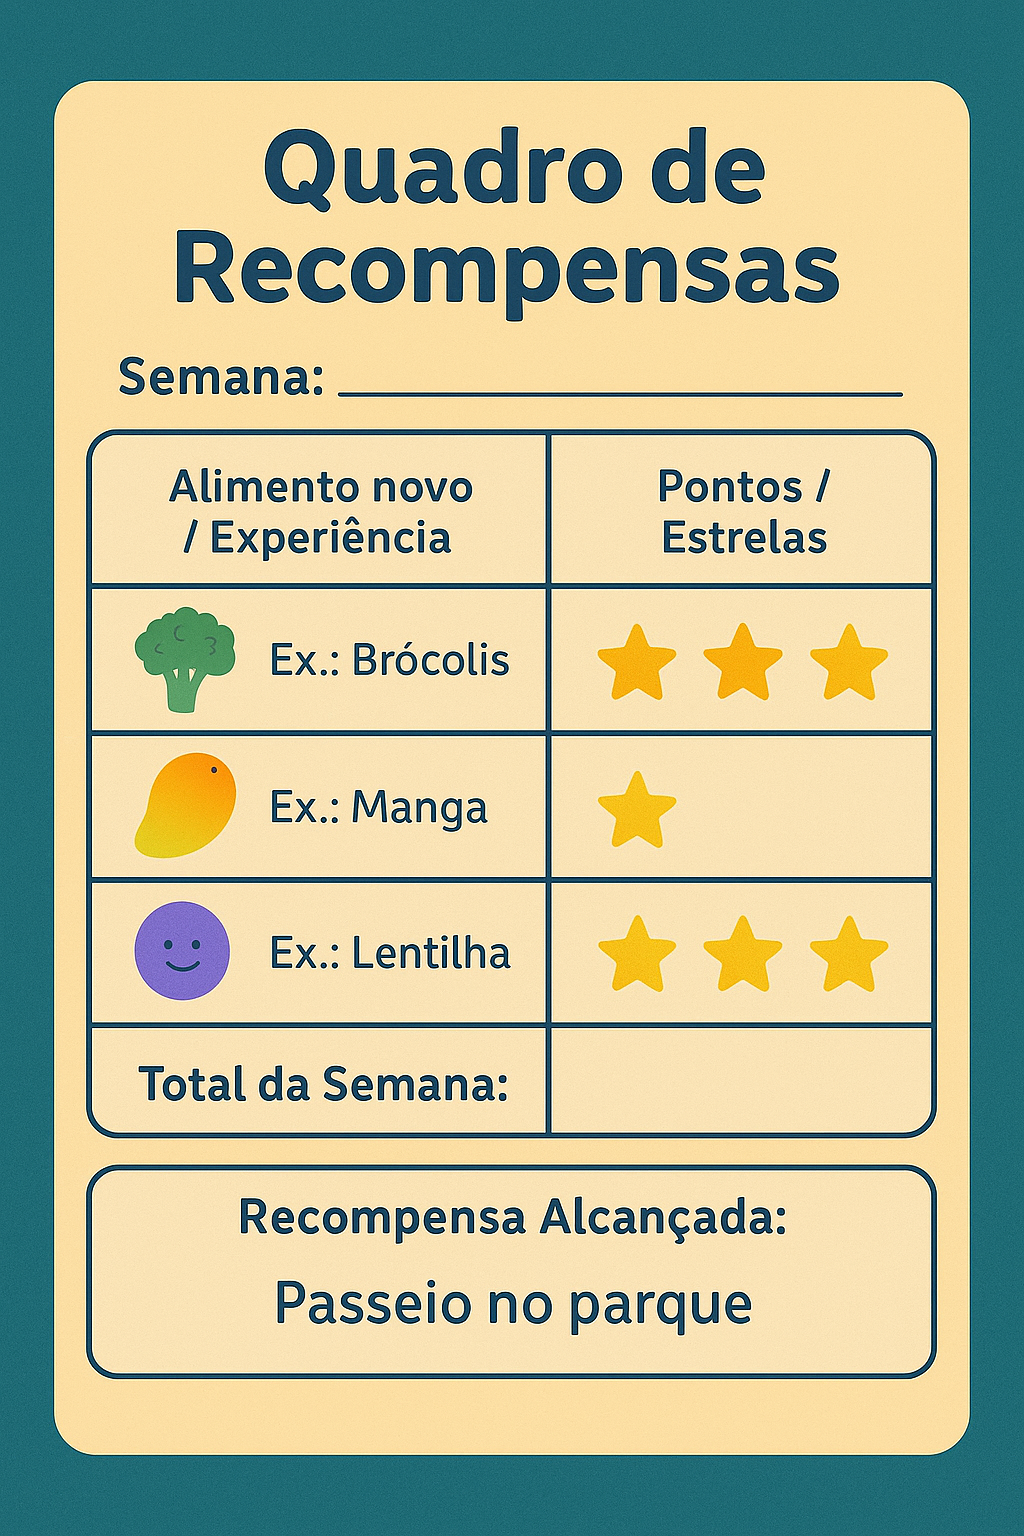 Quadro de
Recompensas
Semana:
Alimento novo
/ Experiência
Pontos /
Estrelas
Ex.: Brócolis
Ex.: Manga
Ex.: Lentilha
Total da Semana:
Recompensa Alcançada:
Passeio no parque